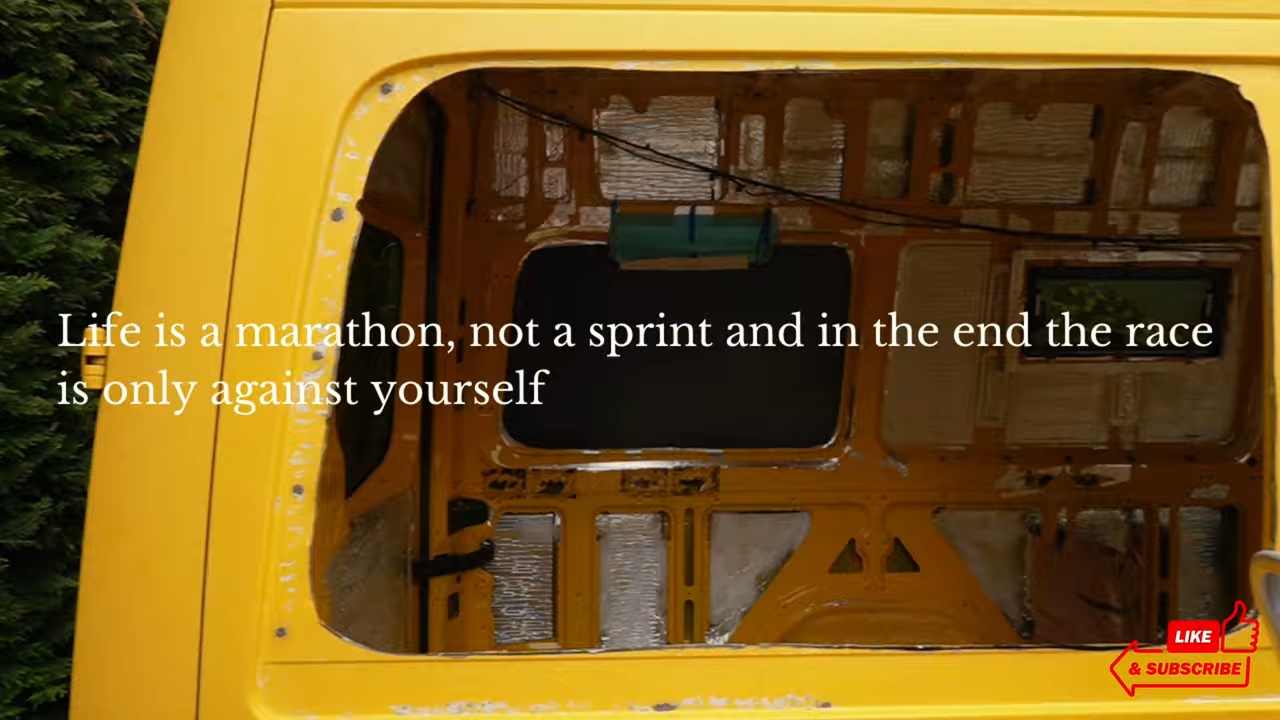 Life is a marathon, not a sprint and in the end the race
is only against yourself
LIKE
& SUBSCRIBE